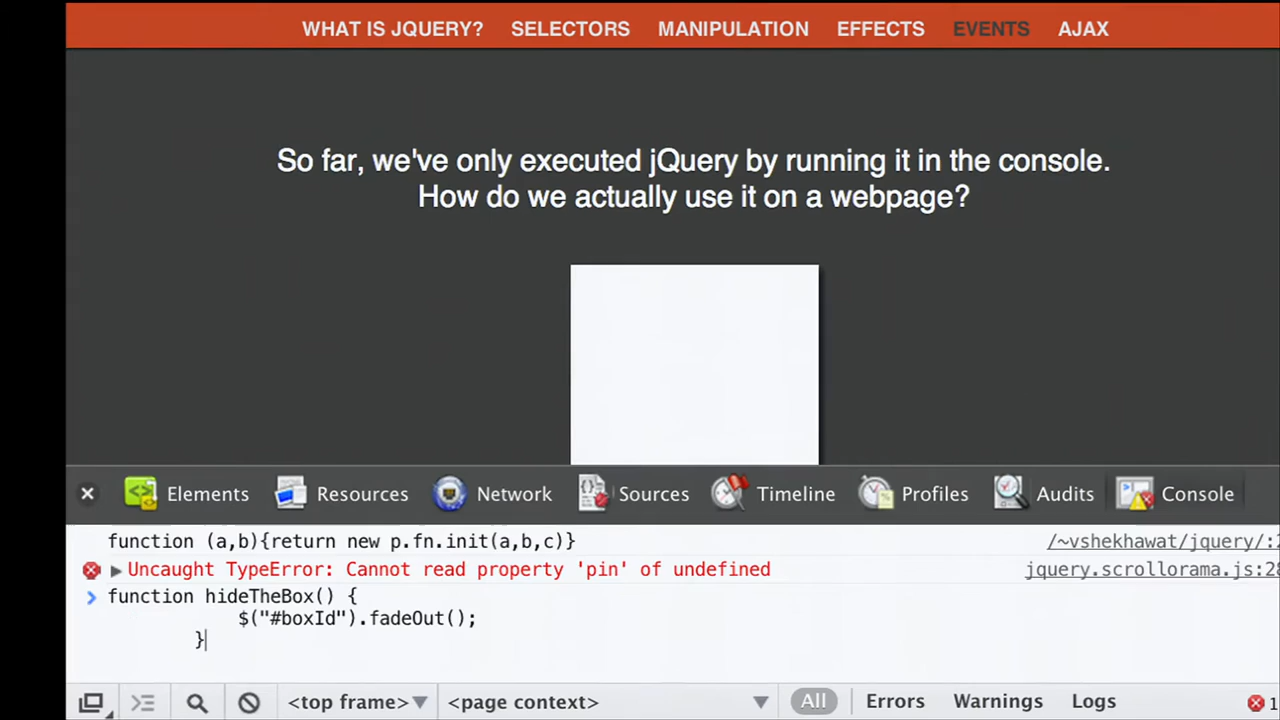 WHAT IS JQUERY? SELECTORS MANIPULATION EFFECTS EVENTS AJAX
So far, we've only executed jQuery by running it in the console.
How do we actually use it on a webpage?
Elements Resources Network Sources Timeline Profiles Audits Console
function (a,b){return new p.fn.init(a,b,c)} /~vshekhawat/jquery/:
Uncaught TypeError: Cannot read property 'pin' of undefined jquery.scrollorama.js:28
function hideTheBox() {
$("#boxId").fadeOut();
}
<top frame> <page context> All Errors Warnings Logs 1